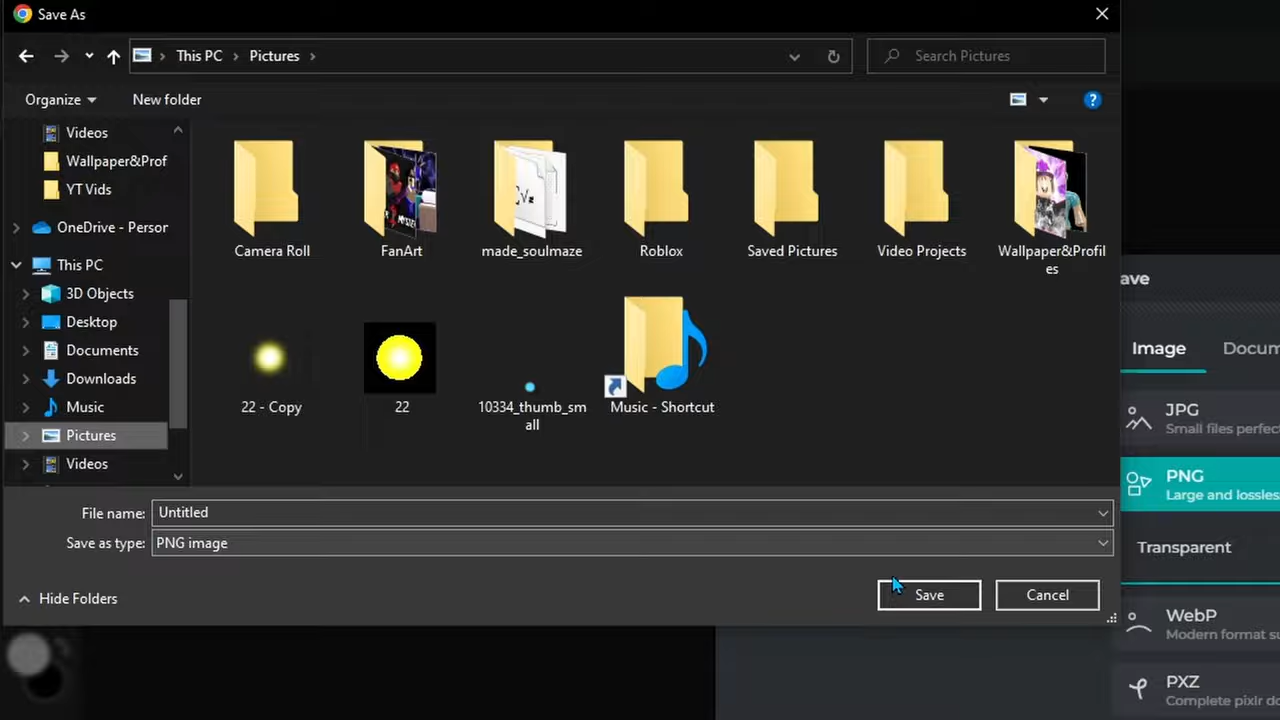 Save As
This PC
Pictures
Search Pictures
Organize
New folder
Videos
Wallpaper&Prof
YT Vids
OneDrive - Persor
This PC
3D Objects
Desktop
Documents
Downloads
Music
Pictures
Videos
Camera Roll
FanArt
made_soulmaze
Roblox
Saved Pictures
Video Projects
Wallpaper&Profil
es
22 - Copy
22
10334_thumb_sm
all
Music - Shortcut
File name:
Untitled
Save as type:
PNG image
Hide Folders
Save
Cancel
ave
Image
Docum
JPG
Small files perfec
PNG
Large and lossles
Transparent
WebP
Modern format su
PXZ
Complete pixlr do